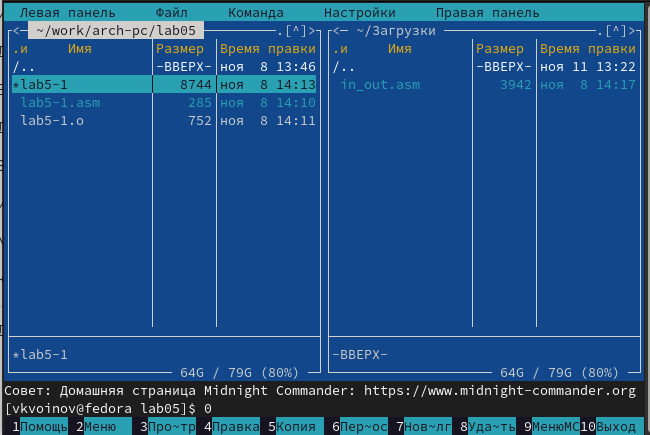 Левая панель Файл Команда Настройки Правая панель
<- ~/work/arch-pc/lab05 .[^]> <- ~/Загрузки .[^]>
.и Имя Размер Время правки .и Имя Размер Время правки
/.. -ВВЕРХ- ноя 8 13:46 /.. -ВВЕРХ- ноя 11 13:22
*lab5-1 8744 ноя 8 14:13 in_out.asm 3942 ноя 8 14:17
lab5-1.asm 285 ноя 8 14:10
lab5-1.o 752 ноя 8 14:11
*lab5-1 -ВВЕРХ-
64G / 79G (80%) 64G / 79G (80%)
Совет: Домашняя страница Midnight Commander: https://www.midnight-commander.org
[vkvoinov@fedora lab05]$ 0
1Помощь 2Меню 3Про~тр 4Правка 5Копия 6Пер~ос 7Нов~лг 8Уда~ть 9МенюМС 10Выход